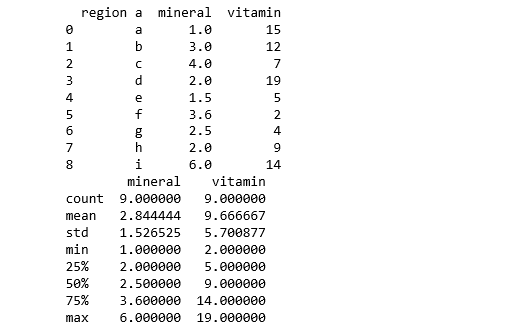 region a mineral vitamin
0 a 1.0 15
1 b 3.0 12
2 c 4.0 7
3 d 2.0 19
4 e 1.5 5
5 f 3.6 2
6 g 2.5 4
7 h 2.0 9
8 i 6.0 14
mineral vitamin
count 9.000000 9.000000
mean 2.844444 9.666667
std 1.526525 5.700877
min 1.000000 2.000000
25% 2.000000 5.000000
50% 2.500000 9.000000
75% 3.600000 14.000000
max 6.000000 19.000000